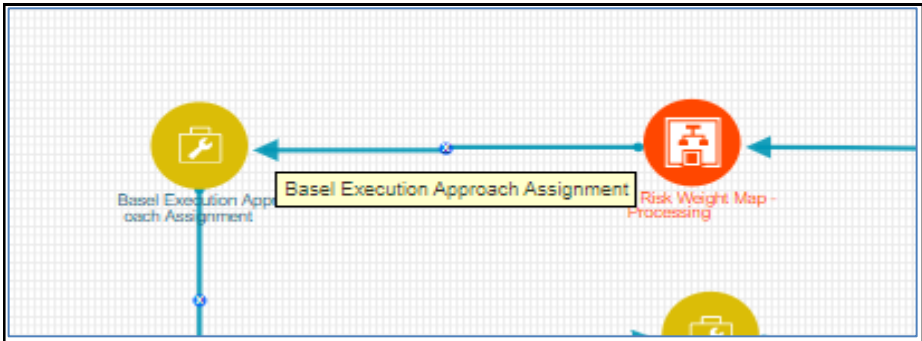 Basel Execution App
oach Assignment
Basel Execution Approach Assignment
Risk Weight Map -
Processing